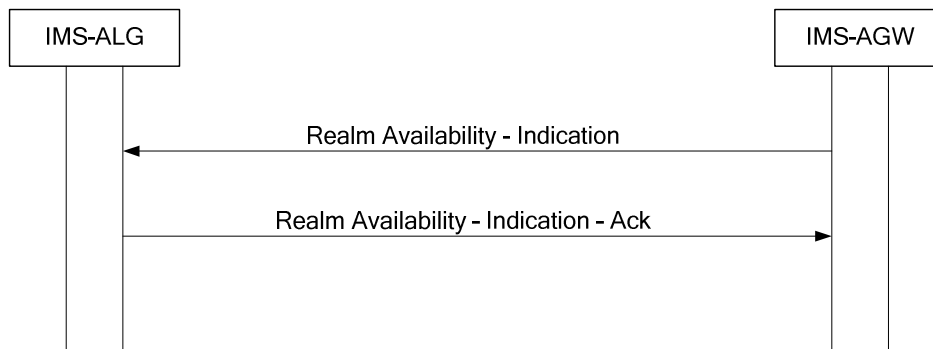 IMS-ALG
IMS-AGW
Realm Availability - Indication
Realm Availability - Indication - Ack